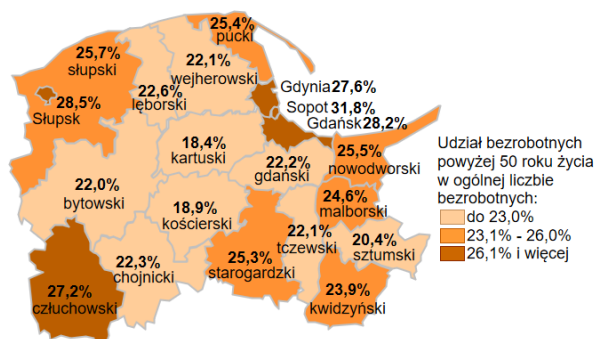 25,4%
pucki
25,7%
słupski
22,1%
wejherowski
22,6%
lęborski
Gdynia 27,6%
Sopot 31,8%
Gdańsk 28,2%
28,5%
Słupsk
18,4%
kartuski
22,2%
gdański
25,5%
nowodworski
22,0%
bytowski
18,9%
kościerski
24,6%
malborski
22,1%
tczewski
20,4%
sztumski
22,3%
chojnicki
25,3%
starogardzki
27,2%
człuchowski
23,9%
kwidzyński
Udział bezrobotnych
powyżej 50 roku życia
w ogólnej liczbie
bezrobotnych:
do 23,0%
23,1% - 26,0%
26,1% i więcej